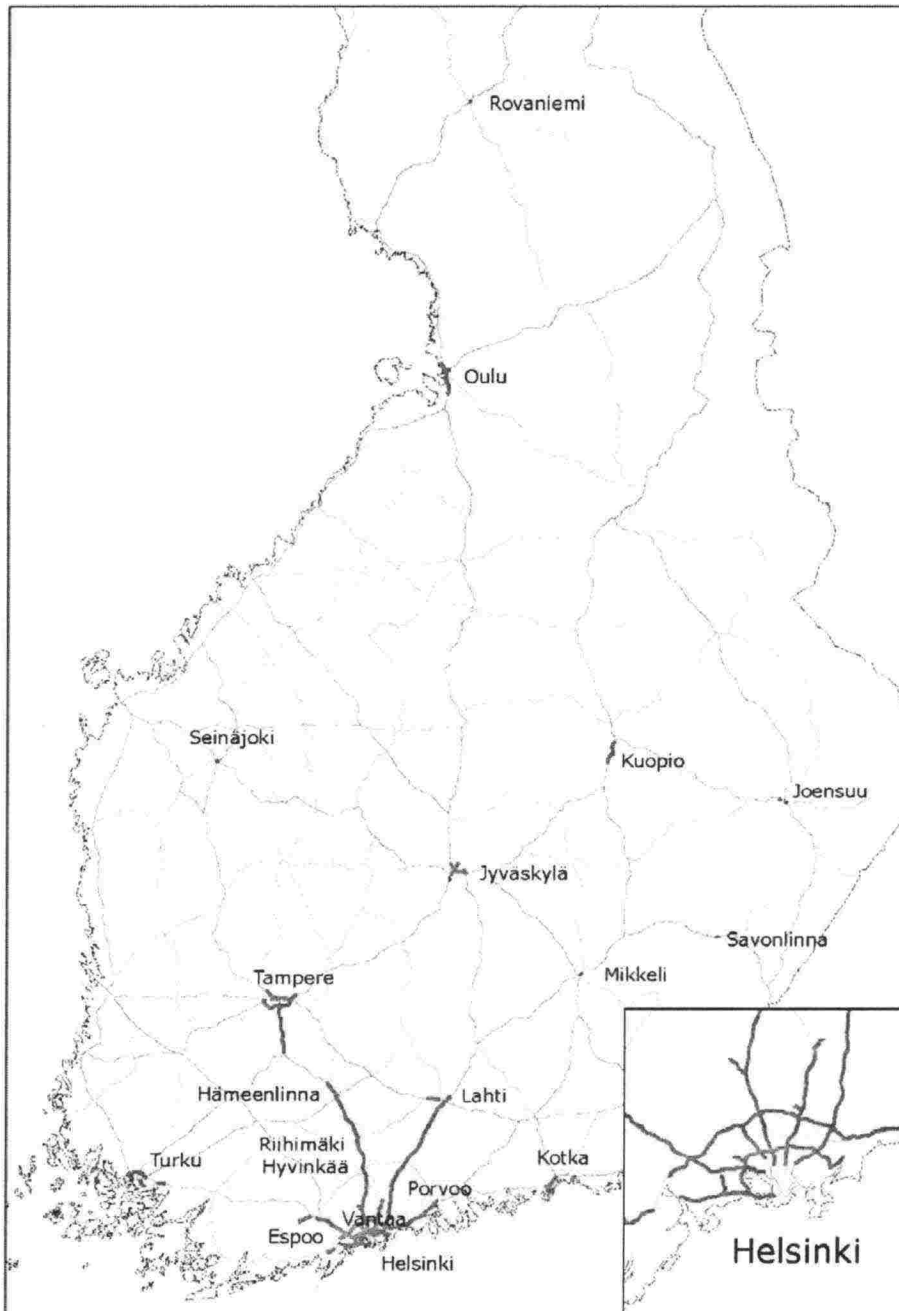 Rovaniemi
Oulu
Seinäjoki
Kuopio
Joensuu
Jyväskylä
Savonlinna
Tampere
Mikkeli
Hämeenlinna
Lahti
Riihimäki
Hyvinkää
Turku
Kotka
Porvoo
Vantaa
Espoo
Helsinki
Helsinki